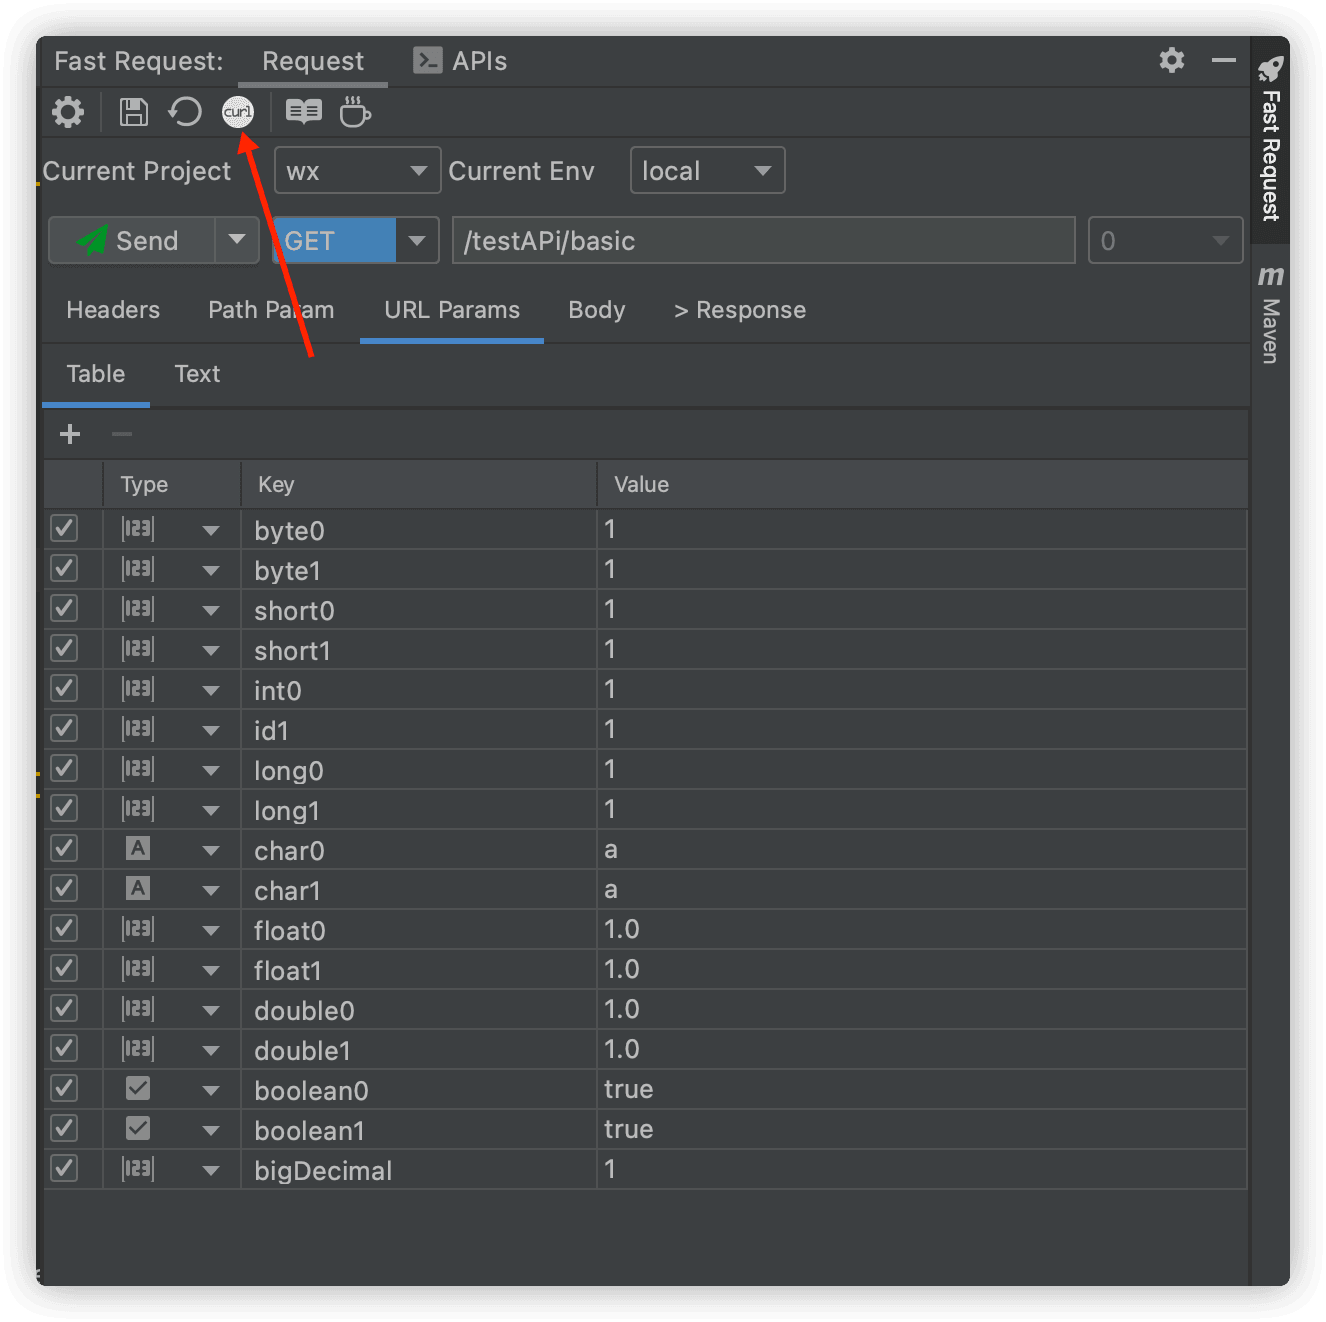 Fast Request: Request APIs
curl
Current Project wx Current Env local
Send GET /testAPi/basic 0
Headers Path Param URL Params Body > Response
Table Text
+ −
Type Key Value
123 byte0 1
123 byte1 1
123 short0 1
123 short1 1
123 int0 1
123 id1 1
123 long0 1
123 long1 1
A char0 a
A char1 a
123 float0 1.0
123 float1 1.0
123 double0 1.0
123 double1 1.0
boolean0 true
boolean1 true
123 bigDecimal 1
Fast Request
m Maven